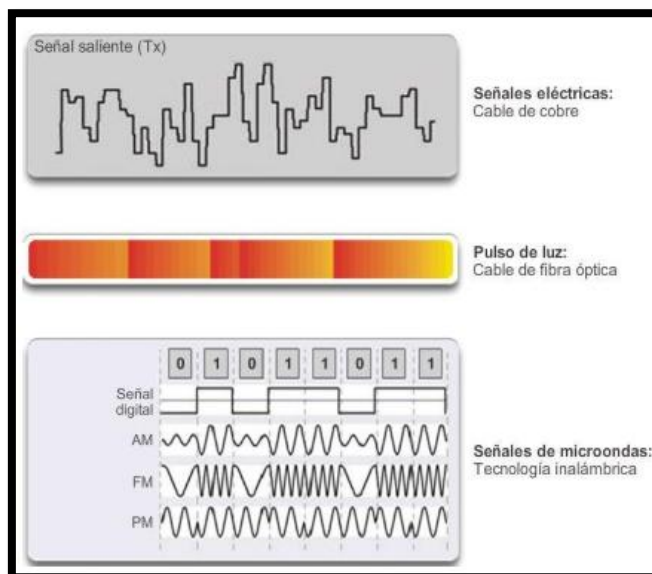 Señal saliente (Tx)
Señales eléctricas:
Cable de cobre
Pulso de luz:
Cable de fibra óptica
0 1 0 1 1 0 1 1
Señal
digital
AM
FM
PM
Señales de microondas:
Tecnología inalámbrica